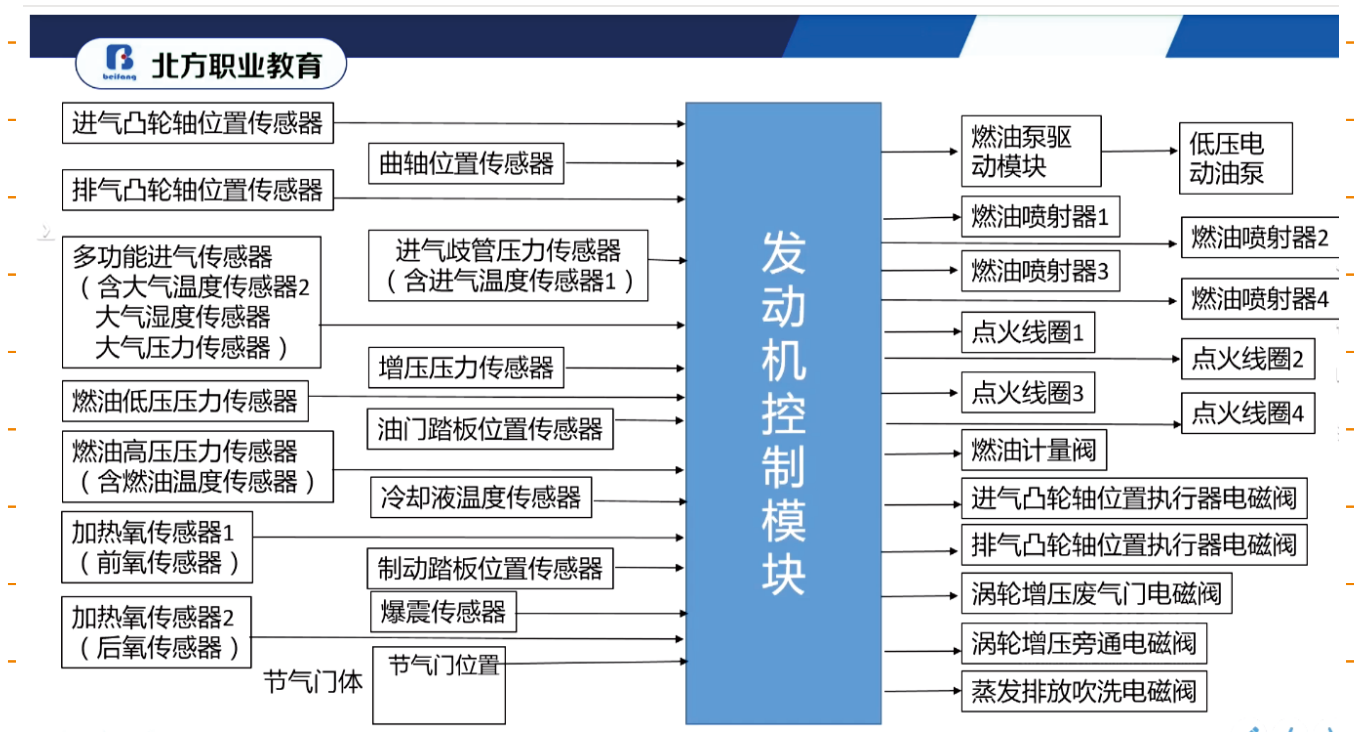 beifang
北方职业教育
进气凸轮轴位置传感器
曲轴位置传感器
排气凸轮轴位置传感器
多功能进气传感器
（含大气温度传感器2
大气湿度传感器
大气压力传感器）
进气歧管压力传感器
（含进气温度传感器1）
增压压力传感器
燃油低压压力传感器
油门踏板位置传感器
燃油高压压力传感器
（含燃油温度传感器）
冷却液温度传感器
加热氧传感器1
（前氧传感器）
制动踏板位置传感器
爆震传感器
加热氧传感器2
（后氧传感器）
节气门体
节气门位置
发动机控制模块
燃油泵驱
动模块
低压电
动油泵
燃油喷射器1
燃油喷射器2
燃油喷射器3
燃油喷射器4
点火线圈1
点火线圈2
点火线圈3
点火线圈4
燃油计量阀
进气凸轮轴位置执行器电磁阀
排气凸轮轴位置执行器电磁阀
涡轮增压废气门电磁阀
涡轮增压旁通电磁阀
蒸发排放吹洗电磁阀